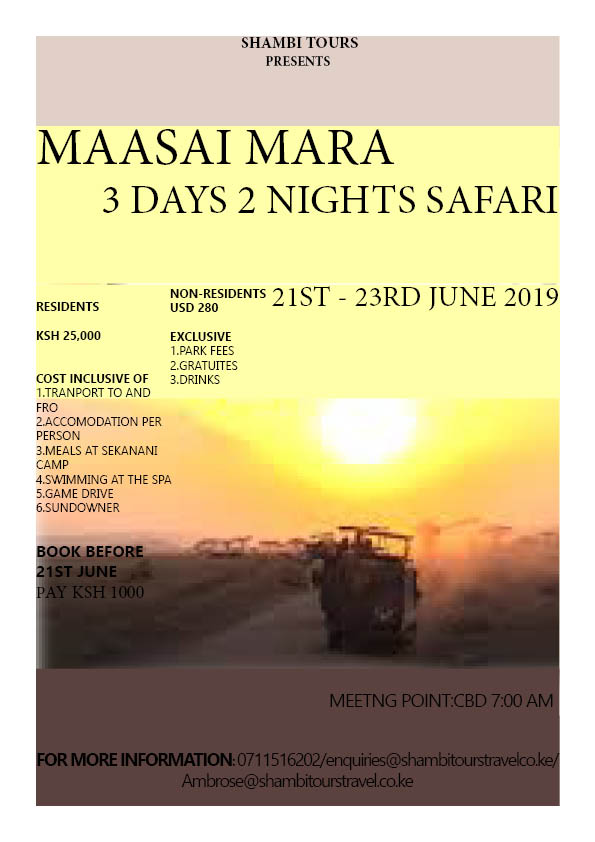 SHAMBI TOURS
PRESENTS
MAASAI MARA
3 DAYS 2 NIGHTS SAFARI
21ST - 23RD JUNE 2019
RESIDENTS
KSH 25,000
COST INCLUSIVE OF
1.TRANPORT TO AND
FRO
2.ACCOMODATION PER
PERSON
3.MEALS AT SEKANANI
CAMP
4.SWIMMING AT THE SPA
5.GAME DRIVE
6.SUNDOWNER
NON-RESIDENTS
USD 280
EXCLUSIVE
1.PARK FEES
2.GRATUITES
3.DRINKS
BOOK BEFORE
21ST JUNE
PAY KSH 1000
MEETNG POINT:CBD 7:00 AM
FOR MORE INFORMATION: 0711516202/enquiries@shambitourstravelco.ke/
Ambrose@shambitourstravel.co.ke